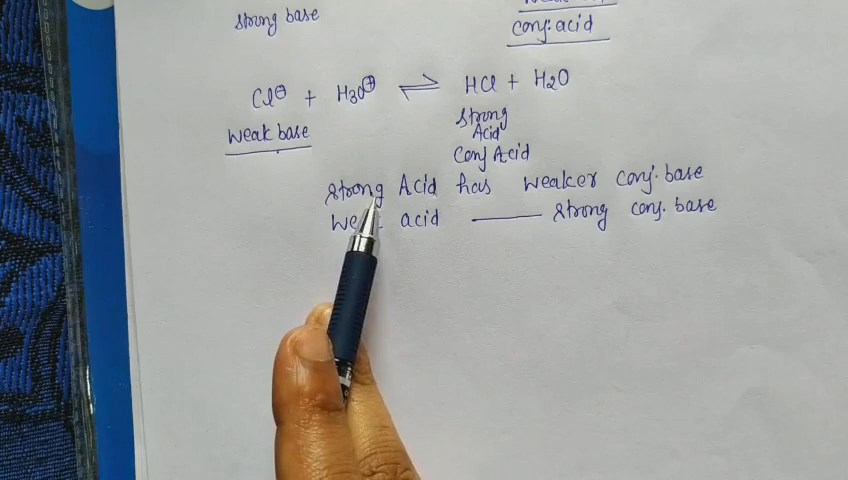 strong base
conj. acid
Cl⊖ + H3O⊕ ⇌ HCl + H2O
weak base
strong
Acid
Conj Acid
strong Acid has weaker conj. base
acid —— strong conj. base